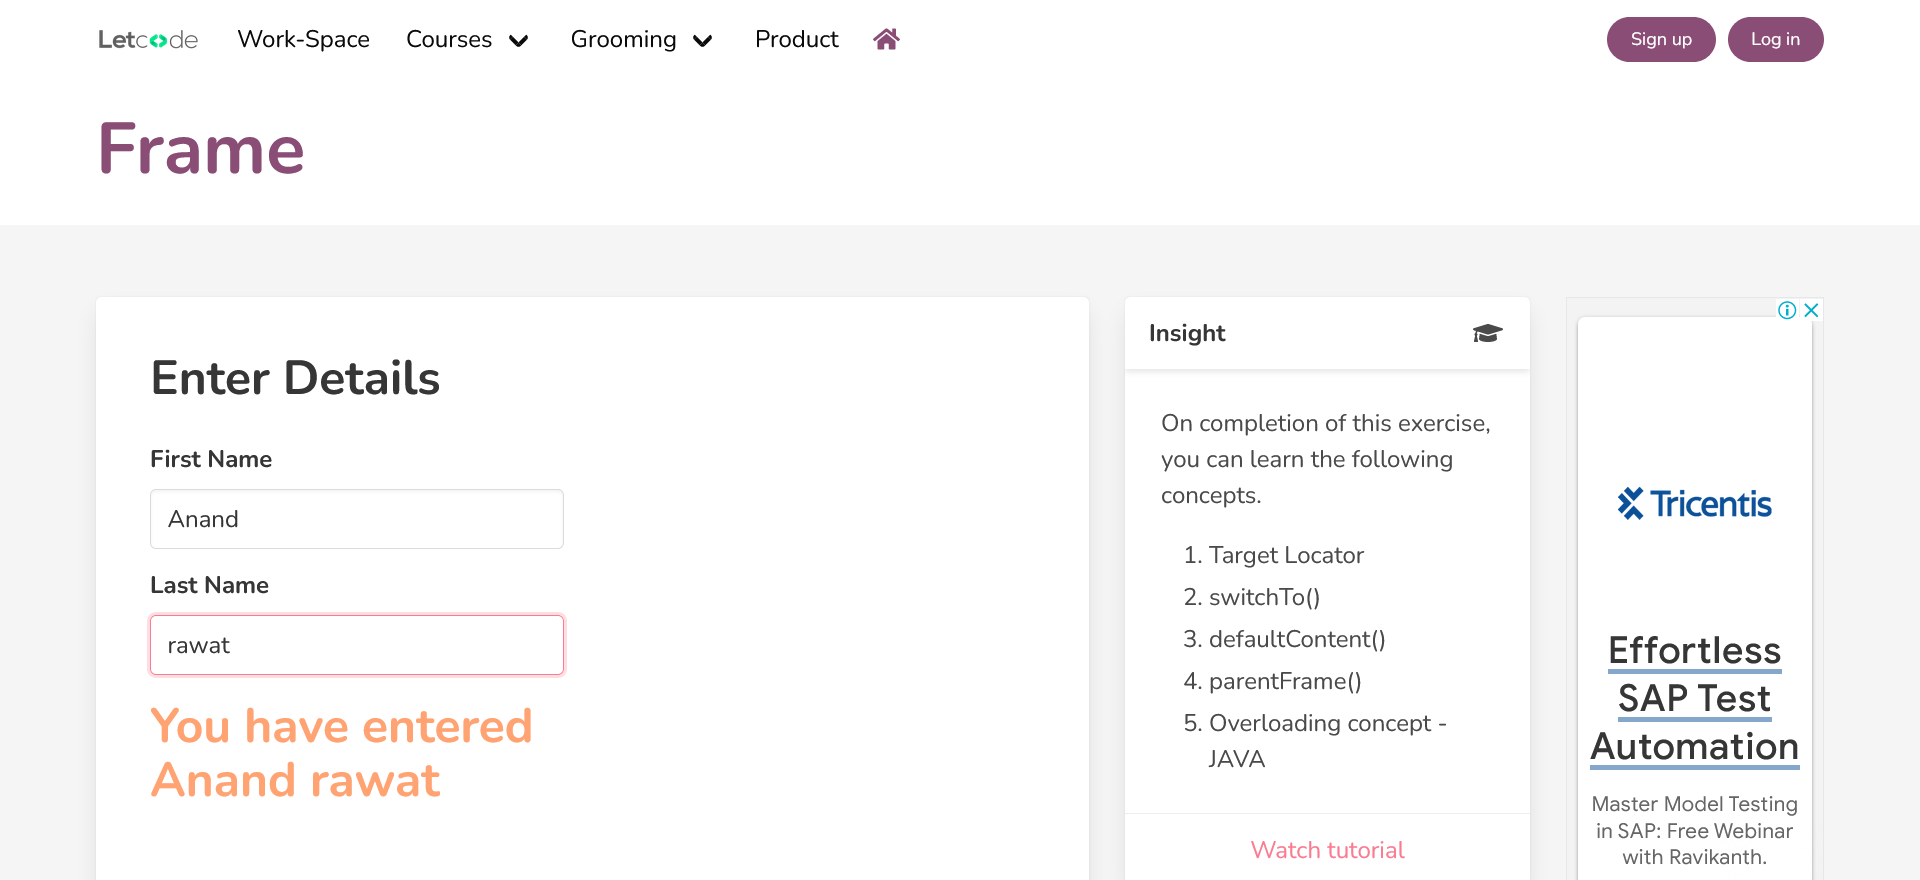 Letcode
Work-Space
Courses
Grooming
Product
Sign up
Log in
Frame
Enter Details
First Name
Anand
Last Name
rawat
You have entered
Anand rawat
Insight
On completion of this exercise,
you can learn the following
concepts.
1. Target Locator
2. switchTo()
3. defaultContent()
4. parentFrame()
5. Overloading concept -
JAVA
Watch tutorial
Tricentis
Effortless
SAP Test
Automation
Master Model Testing
in SAP: Free Webinar
with Ravikanth.